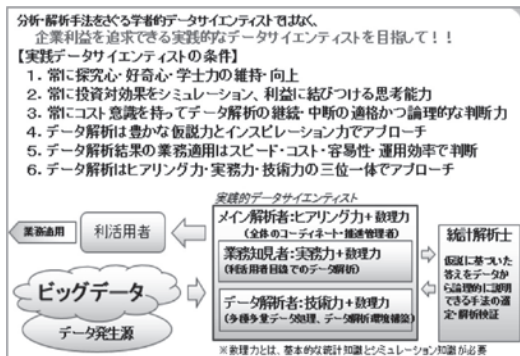 分析・解析手法をさぐる学者的データサイエンティストではなく、
企業利益を追求できる実践的なデータサイエンティストを目指して！！
【実践データサイエンティストの条件】
1. 常に探究心・好奇心・学士力の維持・向上
2. 常に投資対効果をシミュレーション、利益に結びつける思考能力
3. 常にコスト意識を持ってデータ解析の継続・中断の適格かつ論理的な判断力
4. データ解析は豊かな仮説力とインスピレーション力でアプローチ
5. データ解析結果の業務適用はスピード・コスト・容易性・運用効率で判断
6. データ解析はヒアリング力・実務力・技術力の三位一体でアプローチ
実践的データサイエンティスト
メイン解析者：ヒアリング力＋数理力
（全体のコーディネート・推進管理者）
業務知見者：実務力＋数理力
（利活用者目線でのデータ解析）
データ解析者：技術力＋数理力
（多種多量データ処理、データ解析環境構築）
業務適用
利活用者
ビッグデータ
データ発生源
統計解析士
仮説に基づいた
答えをデータか
ら論理的に説明
できる手法の選
定・解析検証
※数理力とは、基本的な統計知識とシミュレーション知識が必要